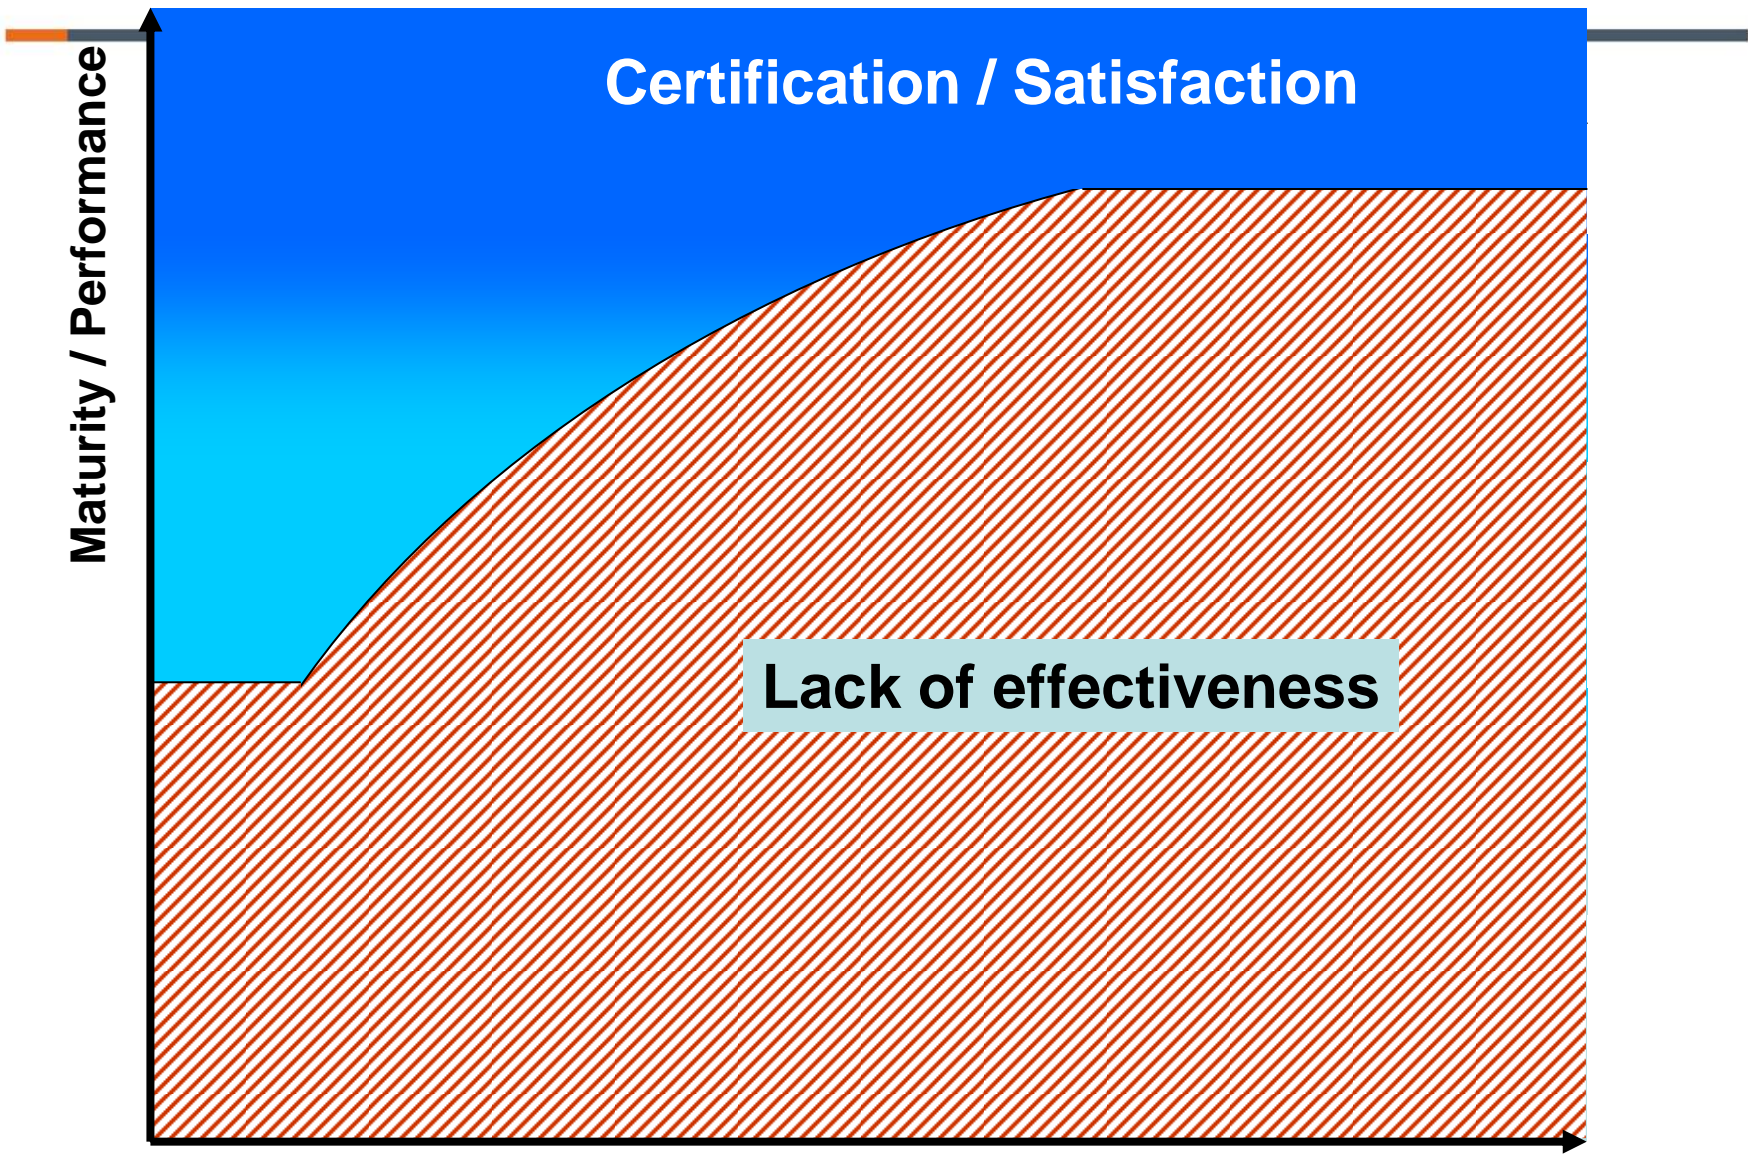 Certification / Satisfaction
Maturity / Performance
Lack of effectiveness